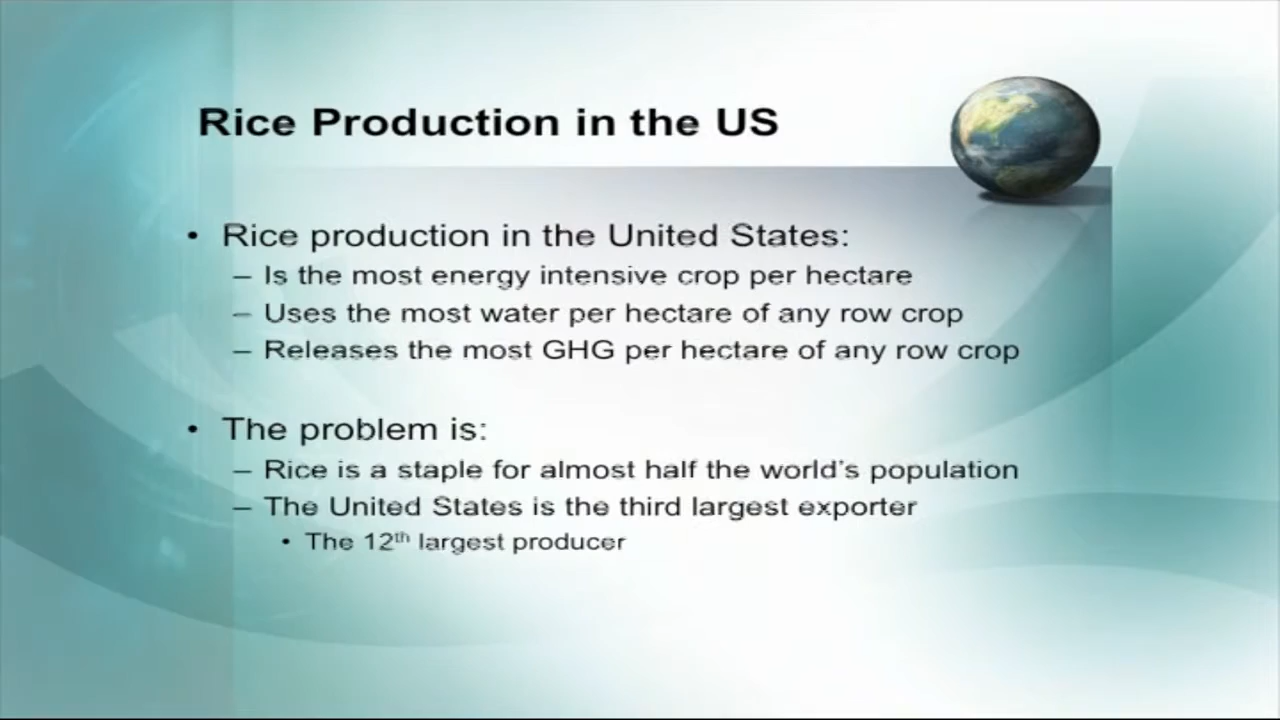 Rice Production in the US
• Rice production in the United States:
– Is the most energy intensive crop per hectare
– Uses the most water per hectare of any row crop
– Releases the most GHG per hectare of any row crop
• The problem is:
– Rice is a staple for almost half the world's population
– The United States is the third largest exporter
• The 12th largest producer